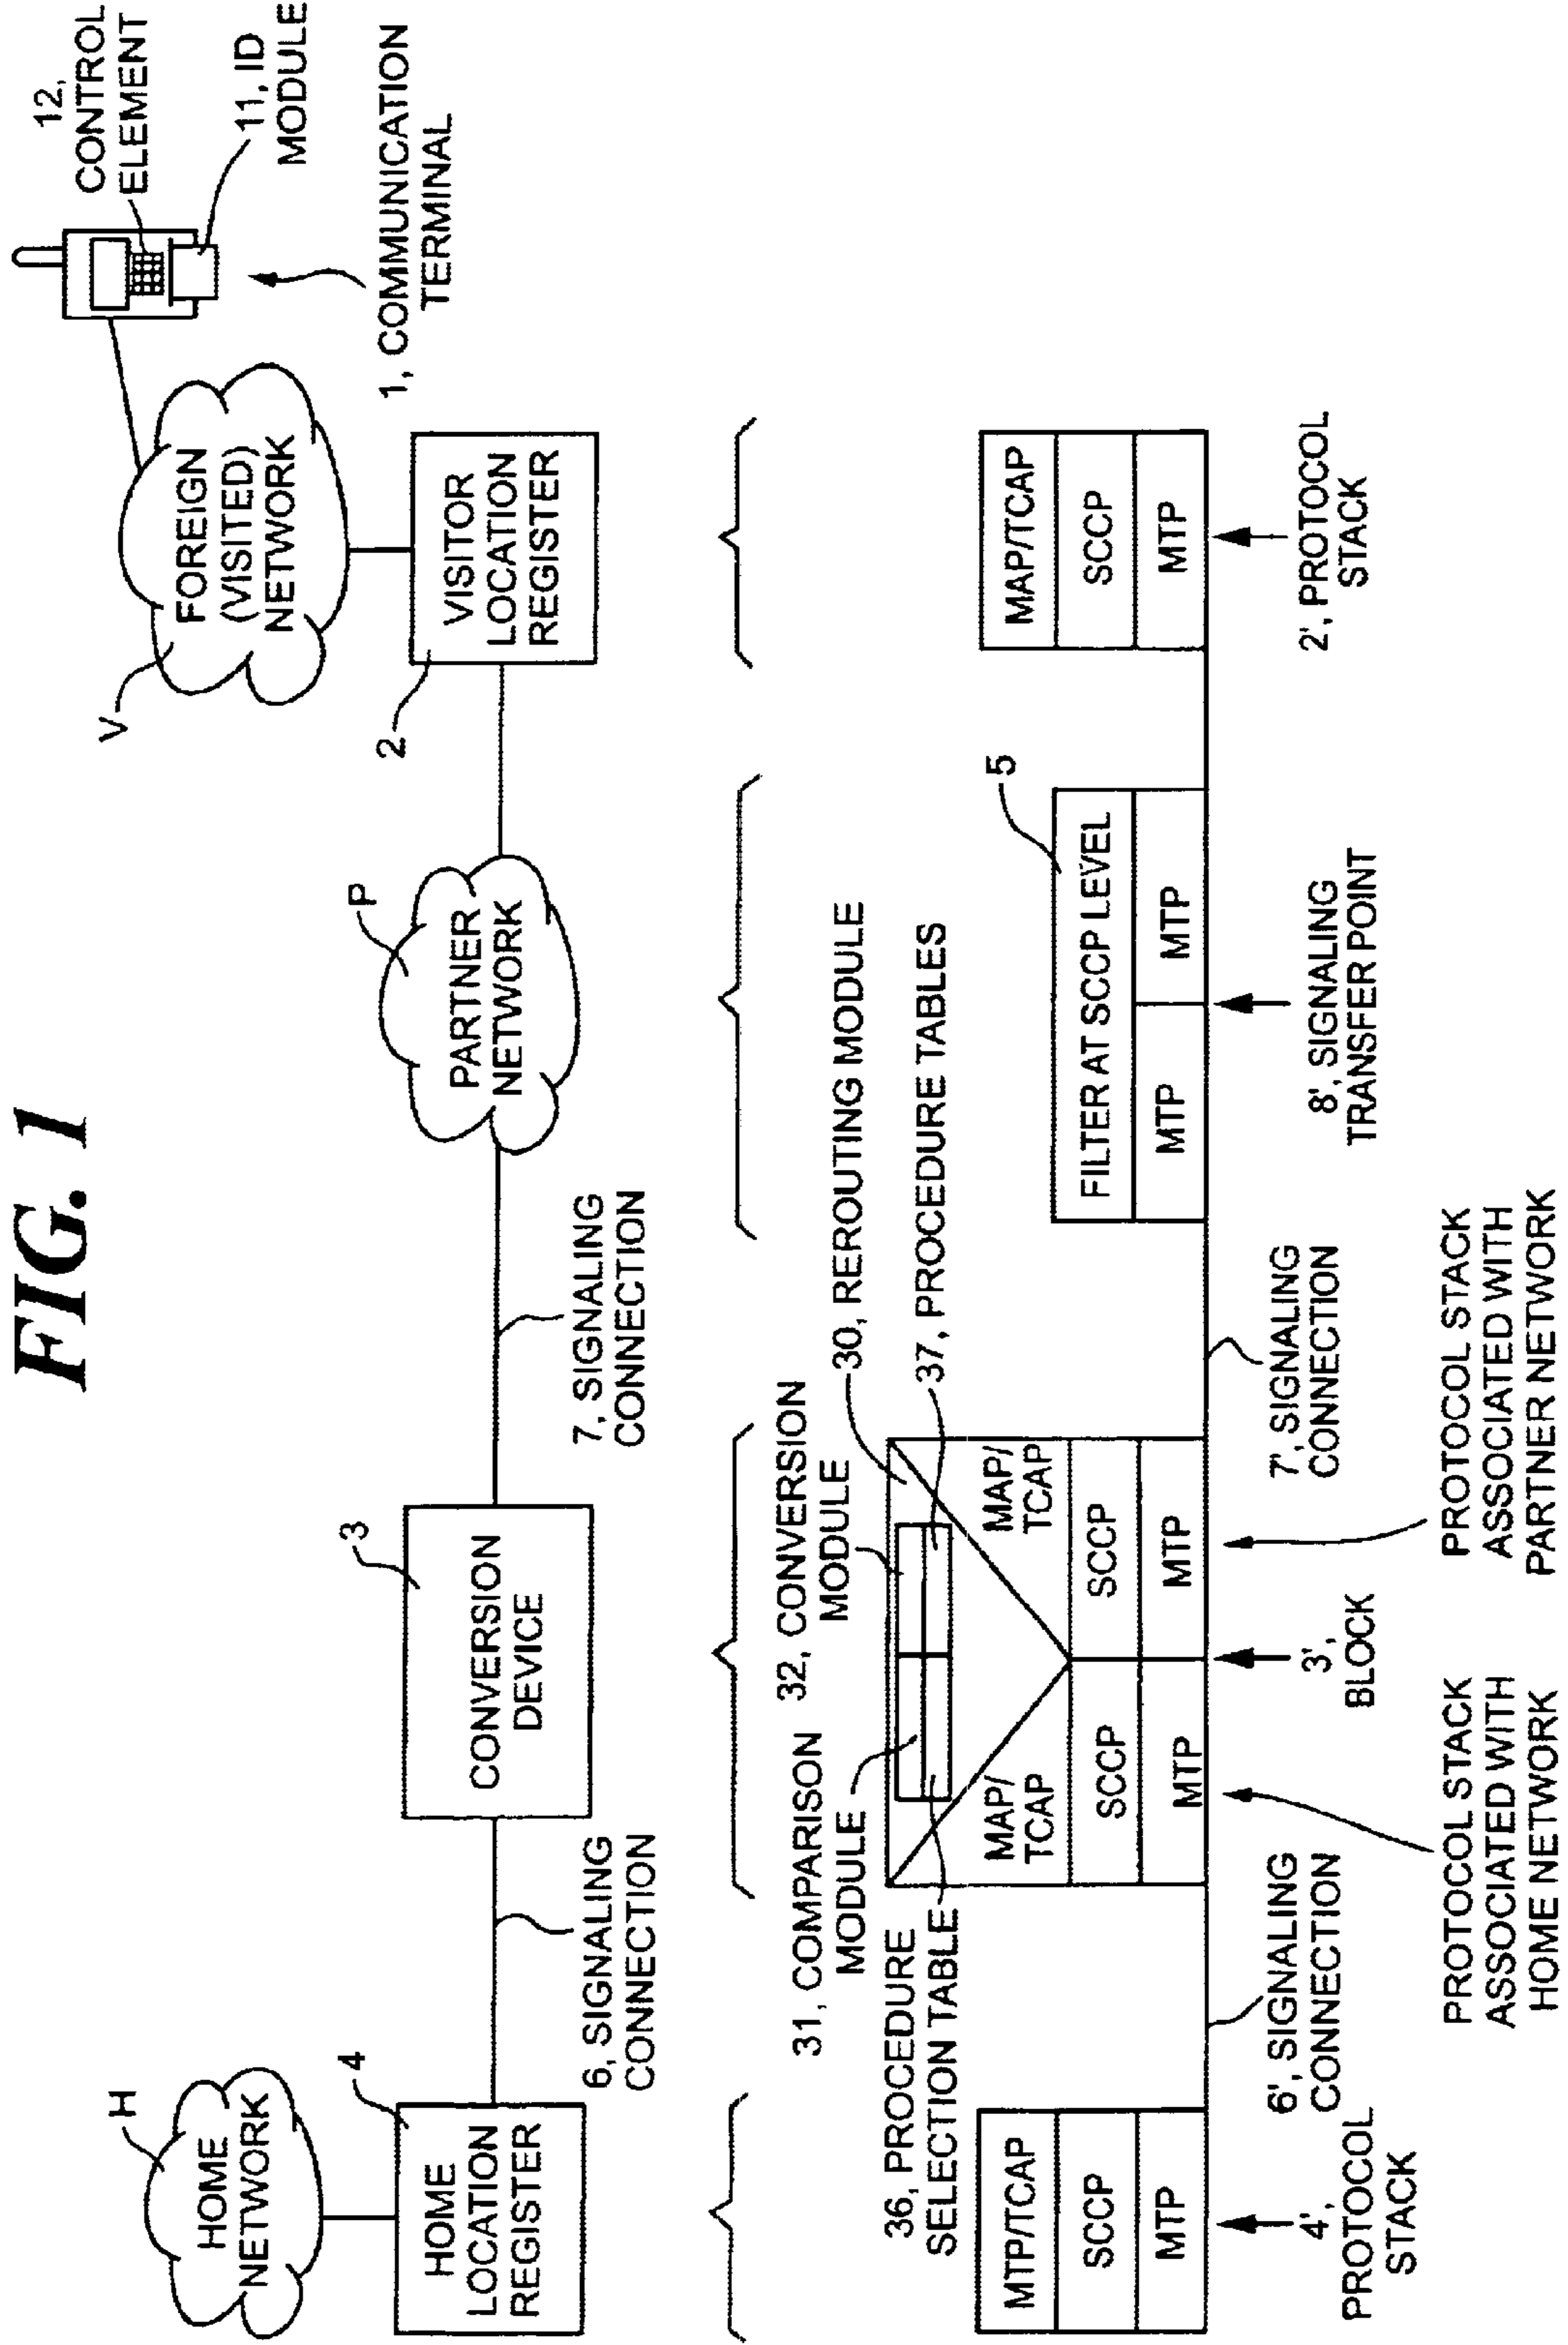 FIG. 1
H
HOME
NETWORK
4
HOME
LOCATION
REGISTER
6, SIGNALING
CONNECTION
3
CONVERSION
DEVICE
7, SIGNALING
CONNECTION
P
PARTNER
NETWORK
V
FOREIGN
(VISITED)
NETWORK
2
VISITOR
LOCATION
REGISTER
12,
CONTROL
ELEMENT
11, ID
MODULE
1, COMMUNICATION
TERMINAL
MTP/TCAP
SCCP
MTP
4',
PROTOCOL
STACK
6', SIGNALING
CONNECTION
36, PROCEDURE
SELECTION TABLE
31, COMPARISON
MODULE
32, CONVERSION
MODULE
30, REROUTING MODULE
37, PROCEDURE TABLES
MAP/
TCAP
SCCP
MTP
MAP/
TCAP
SCCP
MTP
3',
BLOCK
PROTOCOL STACK
ASSOCIATED WITH
HOME NETWORK
PROTOCOL STACK
ASSOCIATED WITH
PARTNER NETWORK
7', SIGNALING
CONNECTION
5
FILTER AT SCCP LEVEL
MTP
MTP
8', SIGNALING
TRANSFER POINT
MAP/TCAP
SCCP
MTP
2', PROTOCOL
STACK